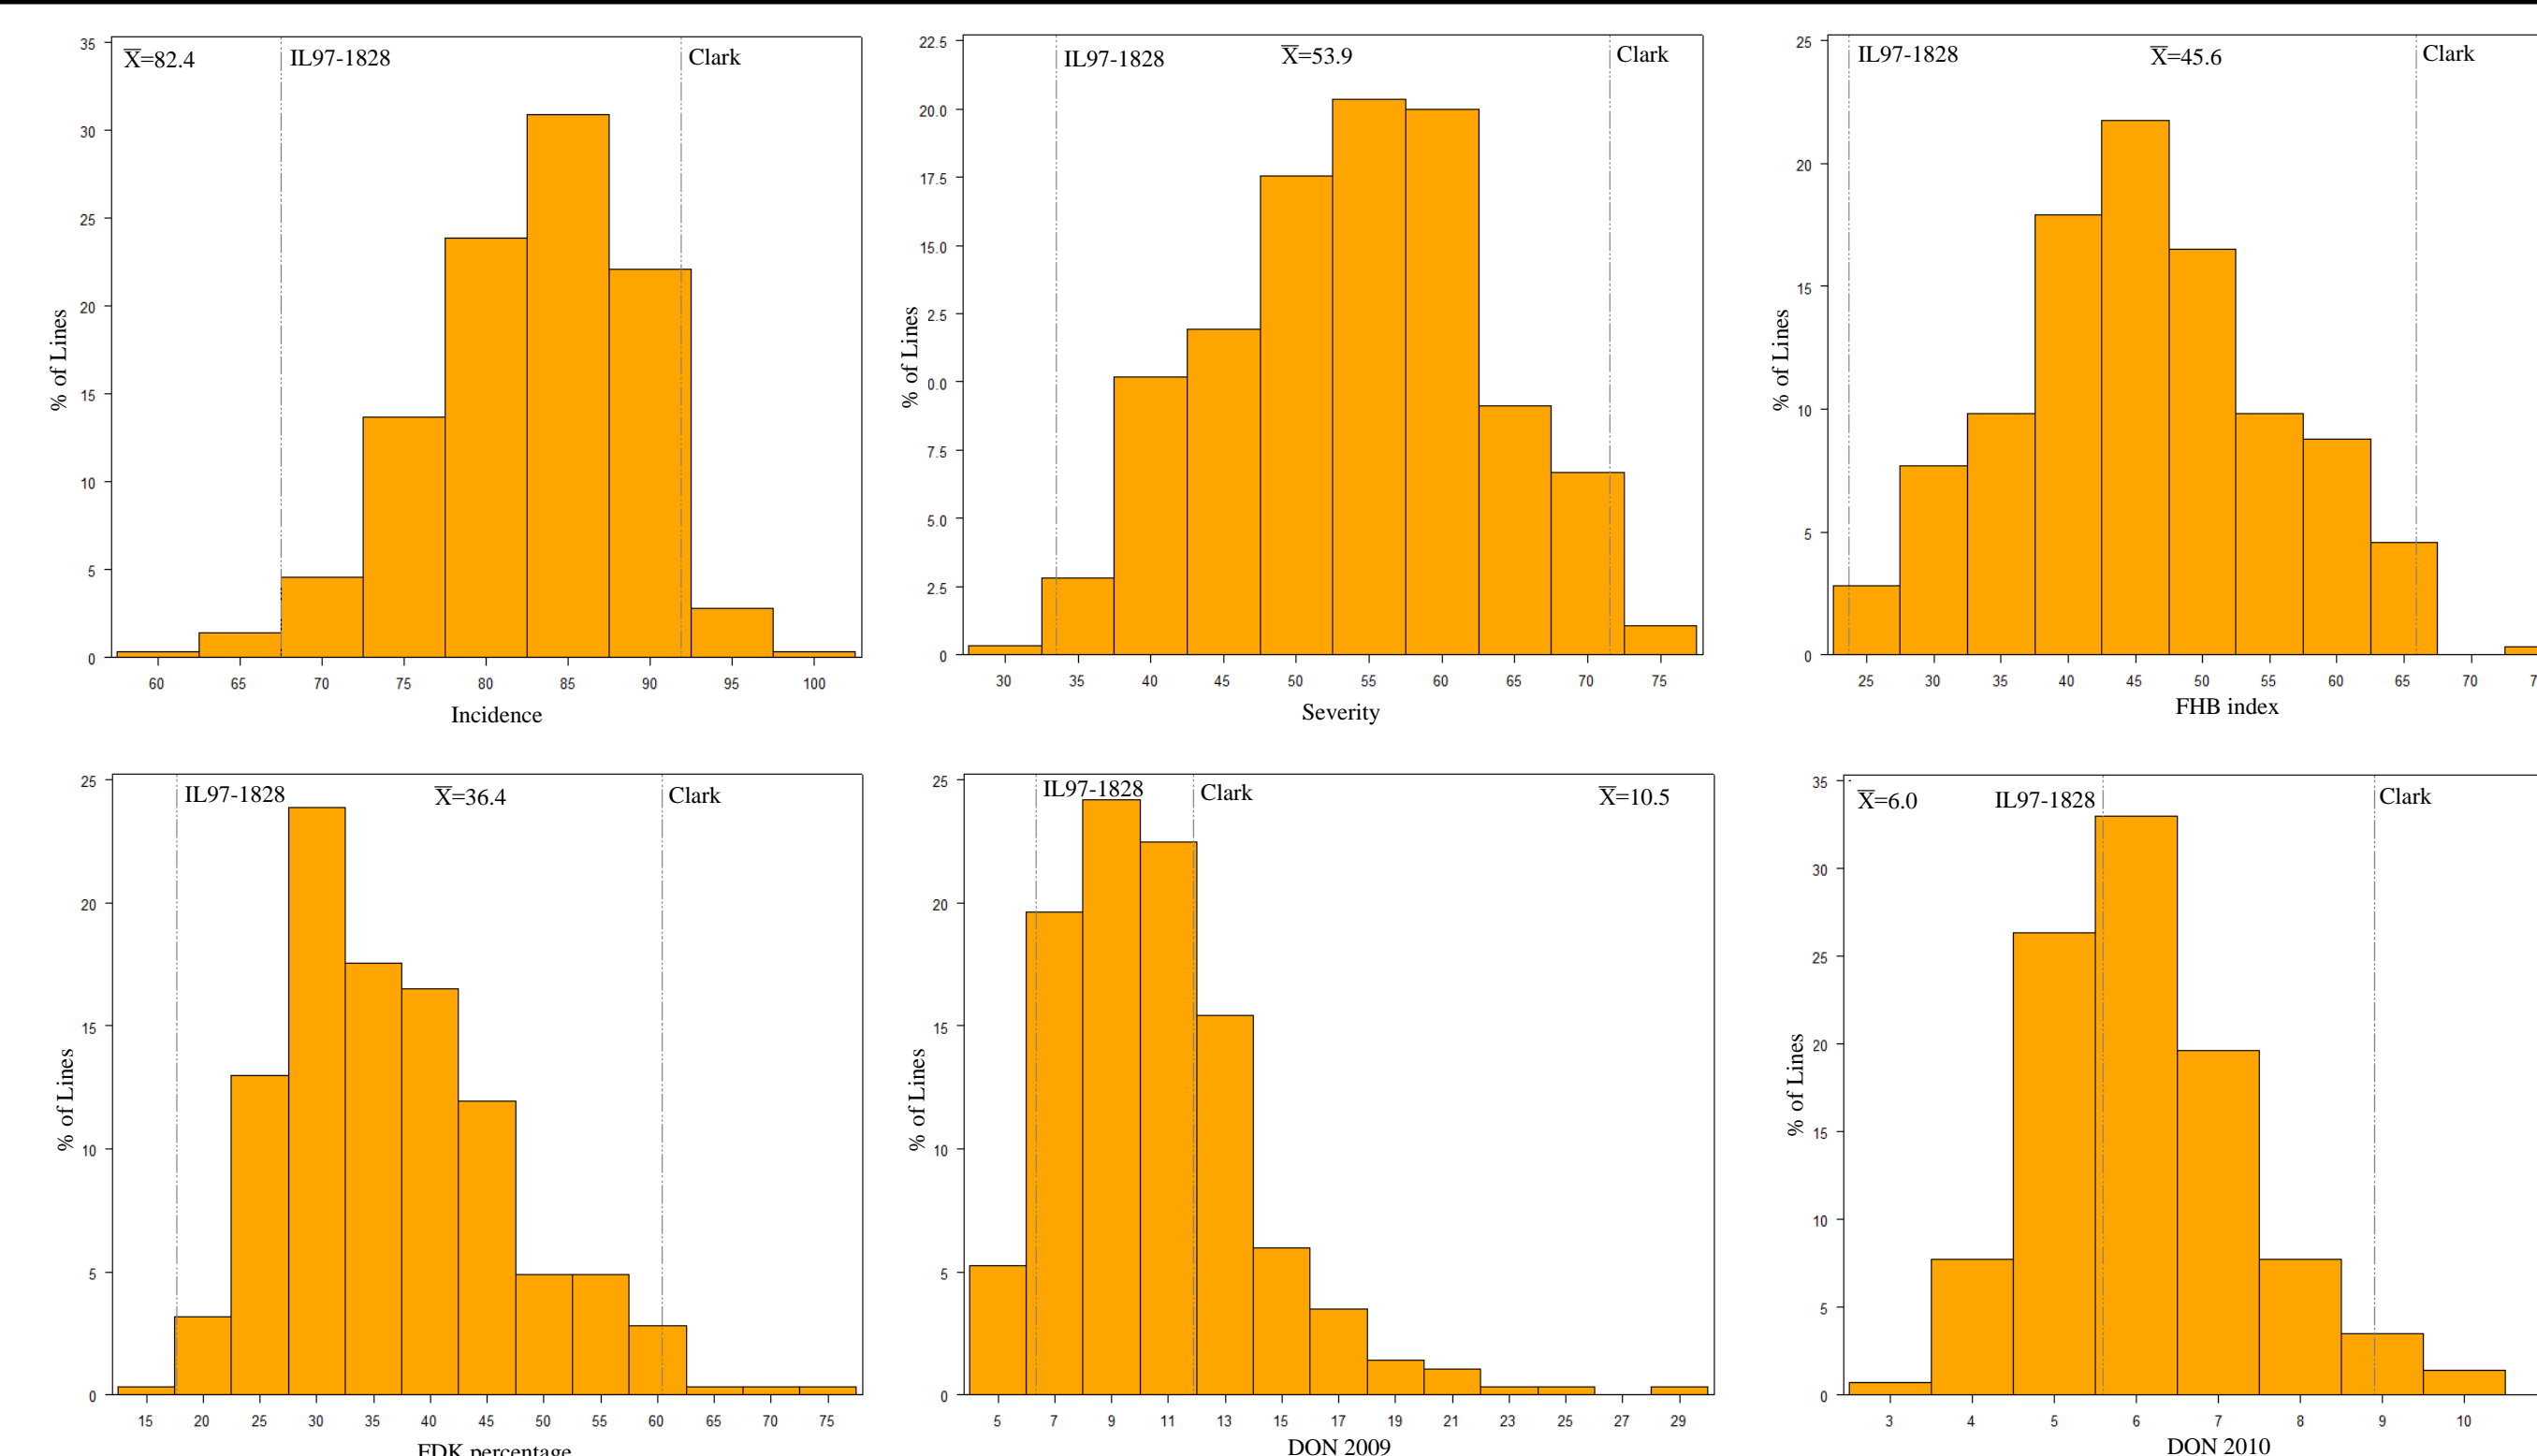 X̄=82.4 IL97-1828 Clark
35
30
25
20
15
10
5
0
% of Lines
60 65 70 75 80 85 90 95 100
Incidence
IL97-1828 X̄=53.9 Clark
22.5
20.0
17.5
15.0
2.5
0.0
7.5
5.0
2.5
0
% of Lines
30 35 40 45 50 55 60 65 70 75
Severity
IL97-1828 X̄=45.6 Clark
25
20
15
10
5
0
% of Lines
25 30 35 40 45 50 55 60 65 70
FHB index
IL97-1828 X̄=36.4 Clark
25
20
15
10
5
0
% of Lines
15 20 25 30 35 40 45 50 55 60 65 70 75
FDK percentage
IL97-1828 Clark X̄=10.5
25
20
15
10
5
0
% of Lines
5 7 9 11 13 15 17 19 21 23 25 27 29
DON 2009
X̄=6.0 IL97-1828 Clark
35
30
25
20
15
10
5
0
% of Lines
3 4 5 6 7 8 9 10
DON 2010